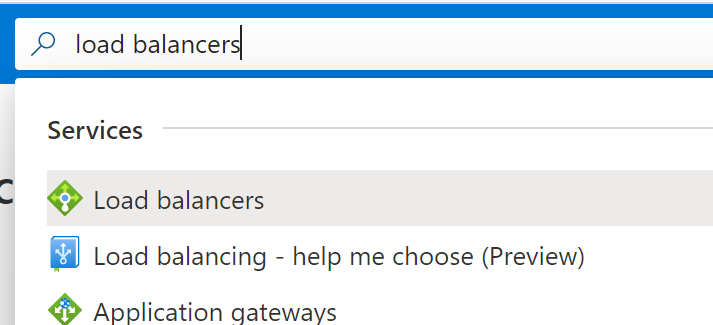 load balancers
Services
Load balancers
Load balancing - help me choose (Preview)
Application gateways